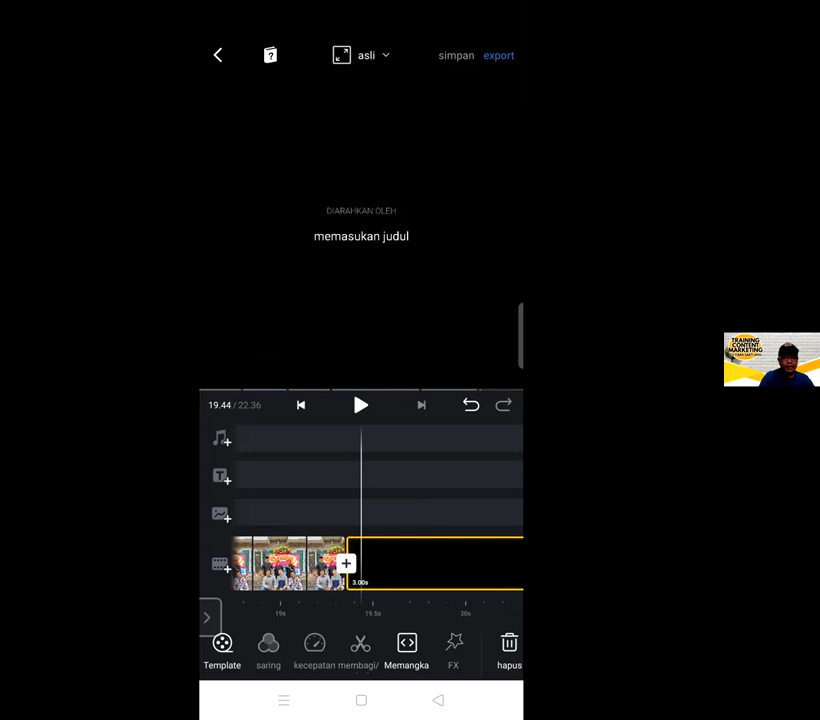 asli
simpan
export
DIARAHKAN OLEH
memasukan judul
TRAINING
CONTENT
MARKETING
19.44 / 22.36
3.00s
19s
19.5s
20s
Template
saring
kecepatan
membagi/
Memangka
FX
hapus